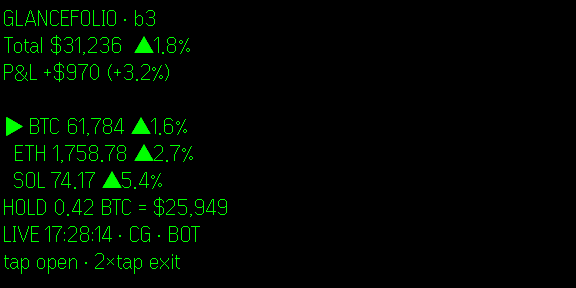 GLANCEFOLIO · b3
Total $31,236 ▲1.8%
P&L +$970 (+3.2%)
▶ BTC 61,784 ▲1.6%
ETH 1,758.78 ▲2.7%
SOL 74.17 ▲5.4%
HOLD 0.42 BTC = $25,949
LIVE 17:28:14 · CG · BOT
tap open · 2×tap exit